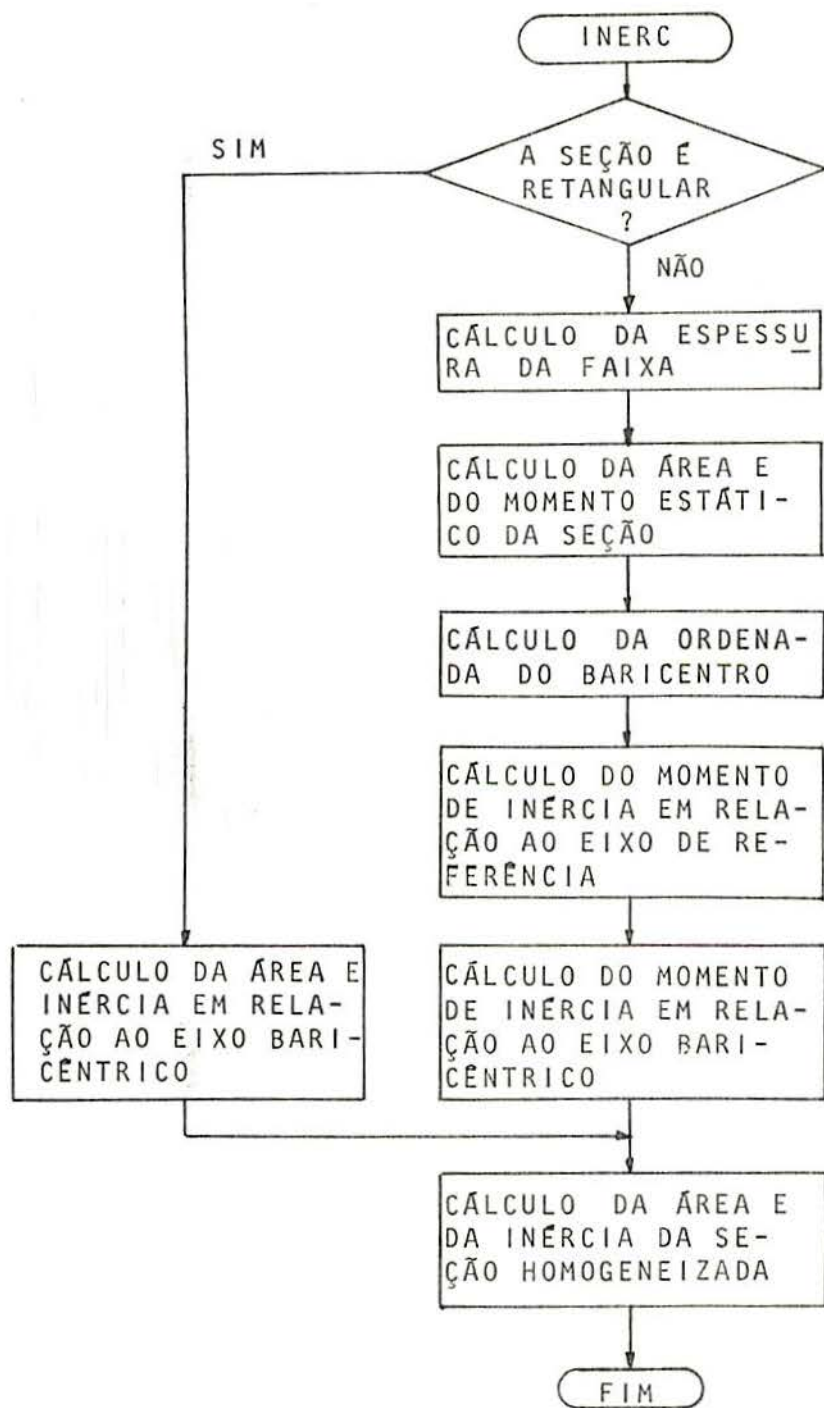 INERC
SIM
A SEÇÃO É
RETANGULAR
?
NÃO
CÁLCULO DA ESPESSU
RA DA FAIXA
CÁLCULO DA ÁREA E
DO MOMENTO ESTÁTI-
CO DA SEÇÃO
CÁLCULO DA ORDENA-
DA DO BARICENTRO
CÁLCULO DO MOMENTO
DE INÉRCIA EM RELA-
ÇÃO AO EIXO DE RE-
FERÊNCIA
CÁLCULO DA ÁREA E
INÉRCIA EM RELA-
ÇÃO AO EIXO BARI-
CÊNTRICO
CÁLCULO DO MOMENTO
DE INÉRCIA EM RELA-
ÇÃO AO EIXO BARI-
CÊNTRICO
CÁLCULO DA ÁREA E
DA INÉRCIA DA SE-
ÇÃO HOMOGENEIZADA
FIM